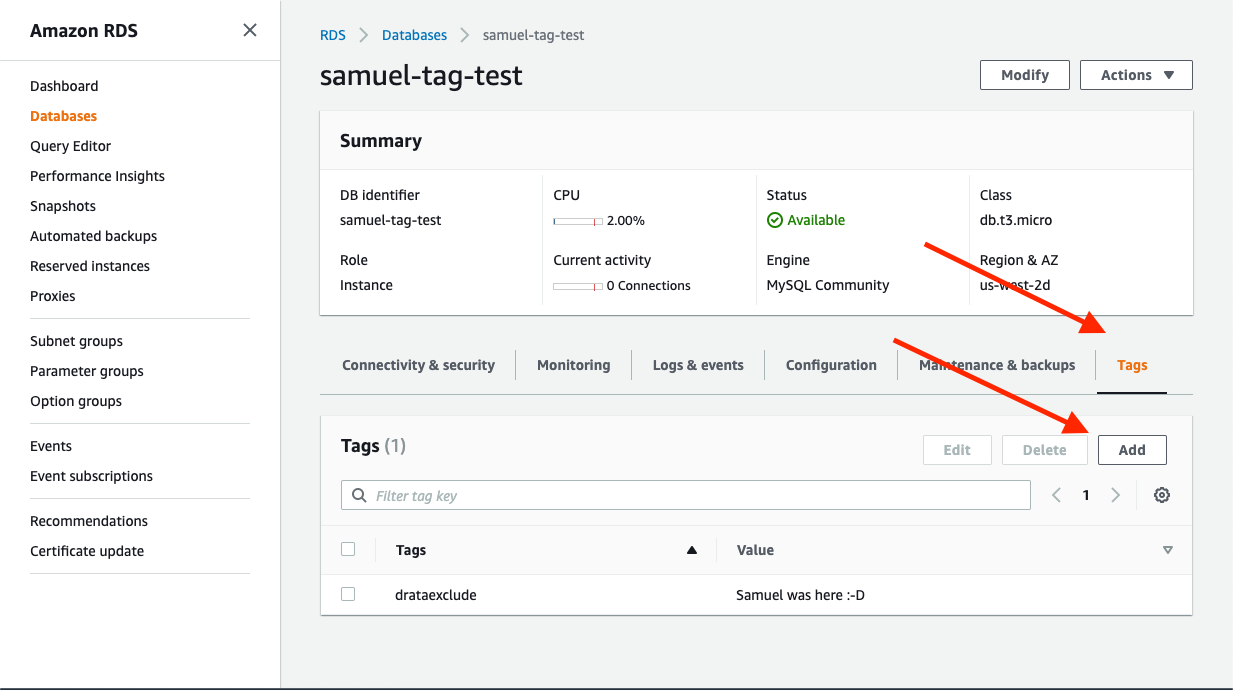 Amazon RDS
Dashboard
Databases
Query Editor
Performance Insights
Snapshots
Automated backups
Reserved instances
Proxies
Subnet groups
Parameter groups
Option groups
Events
Event subscriptions
Recommendations
Certificate update
RDS Databases samuel-tag-test
samuel-tag-test
Modify Actions
Summary
DB identifier CPU Status Class
samuel-tag-test 2.00% Available db.t3.micro
Role Current activity Engine Region & AZ
Instance 0 Connections MySQL Community us-west-2d
Connectivity & security Monitoring Logs & events Configuration Maintenance & backups Tags
Tags (1) Edit Delete Add
Filter tag key 1
Tags Value
drataexclude Samuel was here :-D